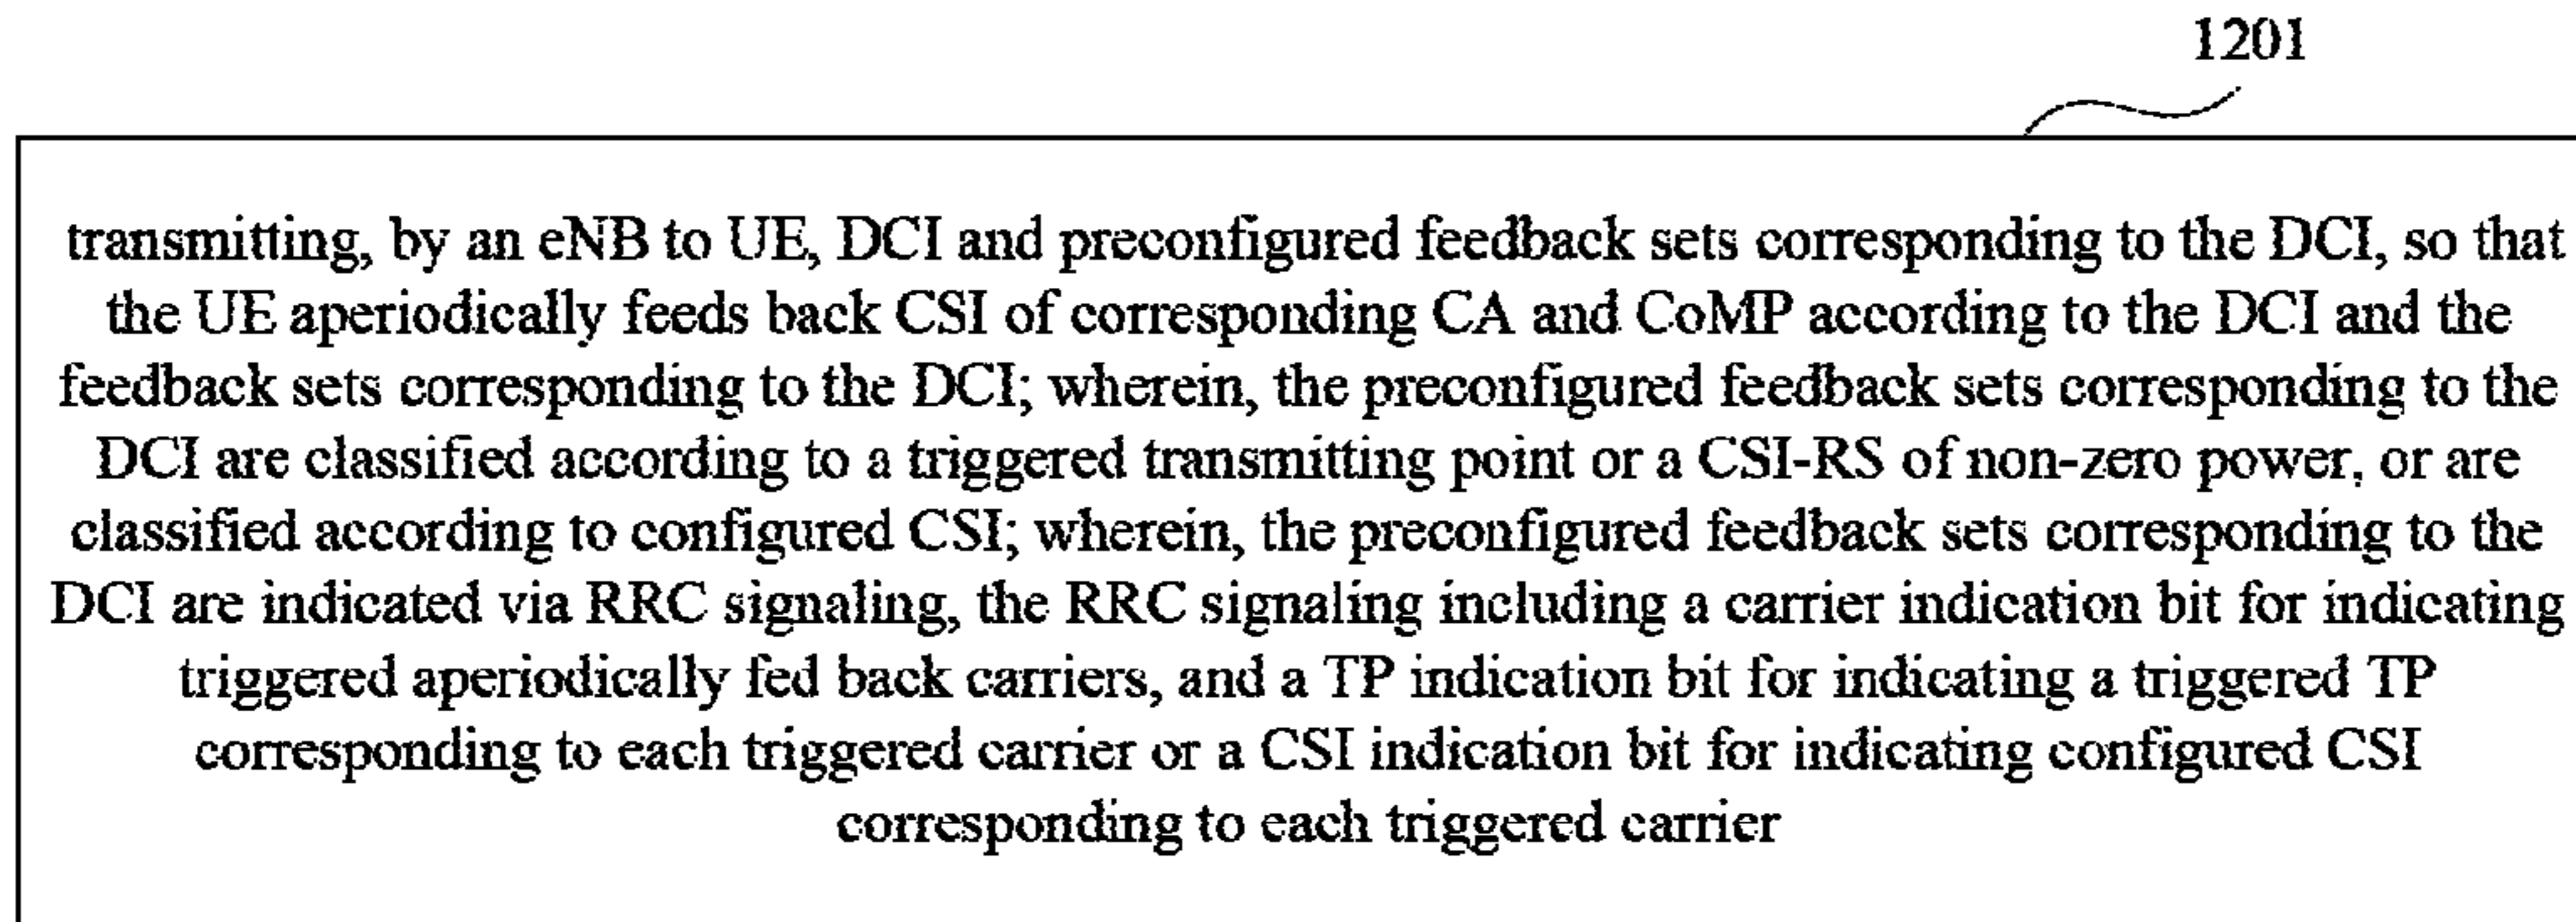 1201
transmitting, by an eNB to UE, DCI and preconfigured feedback sets corresponding to the DCI, so that
the UE aperiodically feeds back CSI of corresponding CA and CoMP according to the DCI and the
feedback sets corresponding to the DCI; wherein, the preconfigured feedback sets corresponding to the
DCI are classified according to a triggered transmitting point or a CSI-RS of non-zero power, or are
classified according to configured CSI; wherein, the preconfigured feedback sets corresponding to the
DCI are indicated via RRC signaling, the RRC signaling including a carrier indication bit for indicating
triggered aperiodically fed back carriers, and a TP indication bit for indicating a triggered TP
corresponding to each triggered carrier or a CSI indication bit for indicating configured CSI
corresponding to each triggered carrier